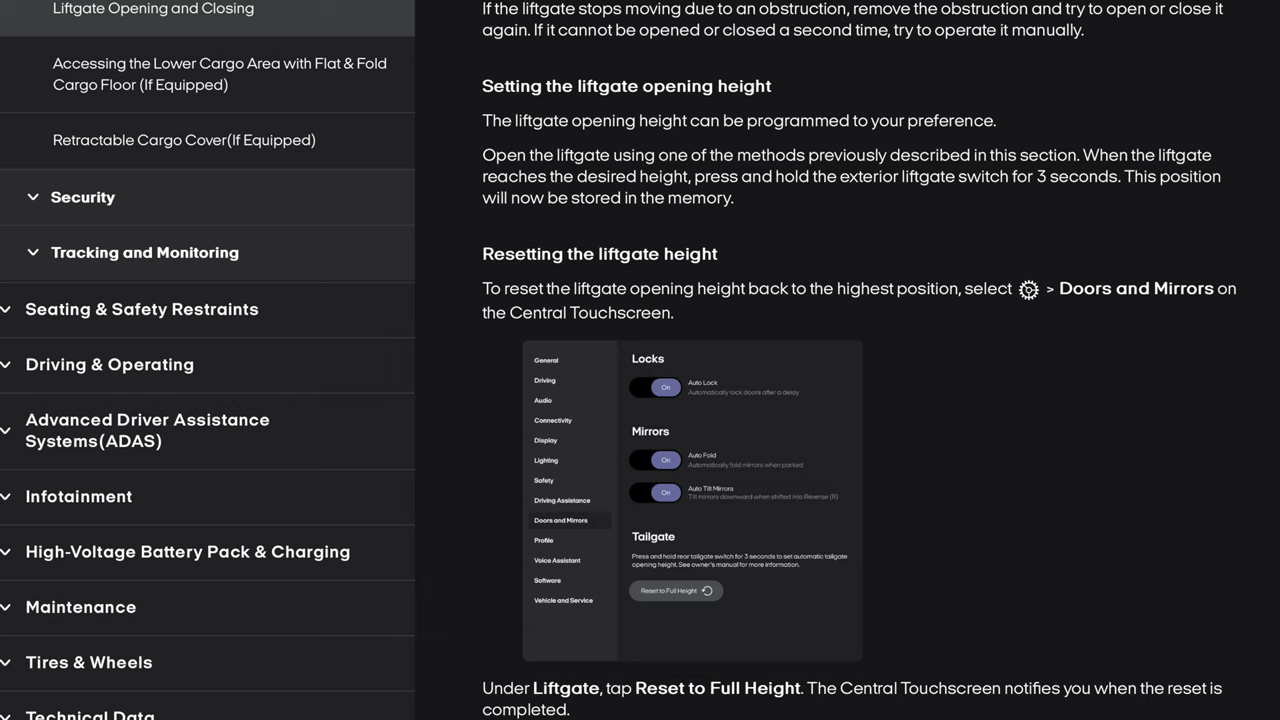 Liftgate Opening and Closing
Accessing the Lower Cargo Area with Flat & Fold
Cargo Floor (If Equipped)
Retractable Cargo Cover(If Equipped)
Security
Tracking and Monitoring
Seating & Safety Restraints
Driving & Operating
Advanced Driver Assistance
Systems(ADAS)
Infotainment
High-Voltage Battery Pack & Charging
Maintenance
Tires & Wheels
Technical Data
If the liftgate stops moving due to an obstruction, remove the obstruction and try to open or close it
again. If it cannot be opened or closed a second time, try to operate it manually.
Setting the liftgate opening height
The liftgate opening height can be programmed to your preference.
Open the liftgate using one of the methods previously described in this section. When the liftgate
reaches the desired height, press and hold the exterior liftgate switch for 3 seconds. This position
will now be stored in the memory.
Resetting the liftgate height
To reset the liftgate opening height back to the highest position, select > Doors and Mirrors on
the Central Touchscreen.
General
Driving
Audio
Connectivity
Display
Lighting
Safety
Driving Assistance
Doors and Mirrors
Profile
Voice Assistant
Software
Vehicle and Service
Locks
On
Auto Lock
Automatically lock doors after a delay
Mirrors
On
Auto Fold
Automatically fold mirrors when parked
On
Auto Tilt Mirrors
Tilt mirrors downward when shifted into Reverse (R)
Tailgate
Press and hold rear tailgate switch for 3 seconds to set automatic tailgate
opening height. See owner's manual for more information.
Reset to Full Height
Under Liftgate, tap Reset to Full Height. The Central Touchscreen notifies you when the reset is
completed.